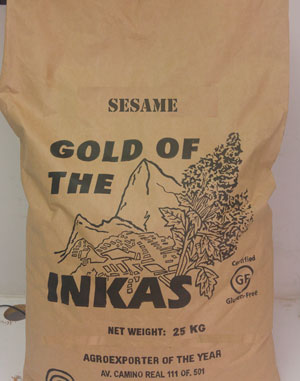 SESAME
GOLD OF
THE
INKAS
Certified
GF
Gluten-Free
NET WEIGHT: 25 KG
AGROEXPORTER OF THE YEAR
AV. CAMINO REAL 111 OF. 501